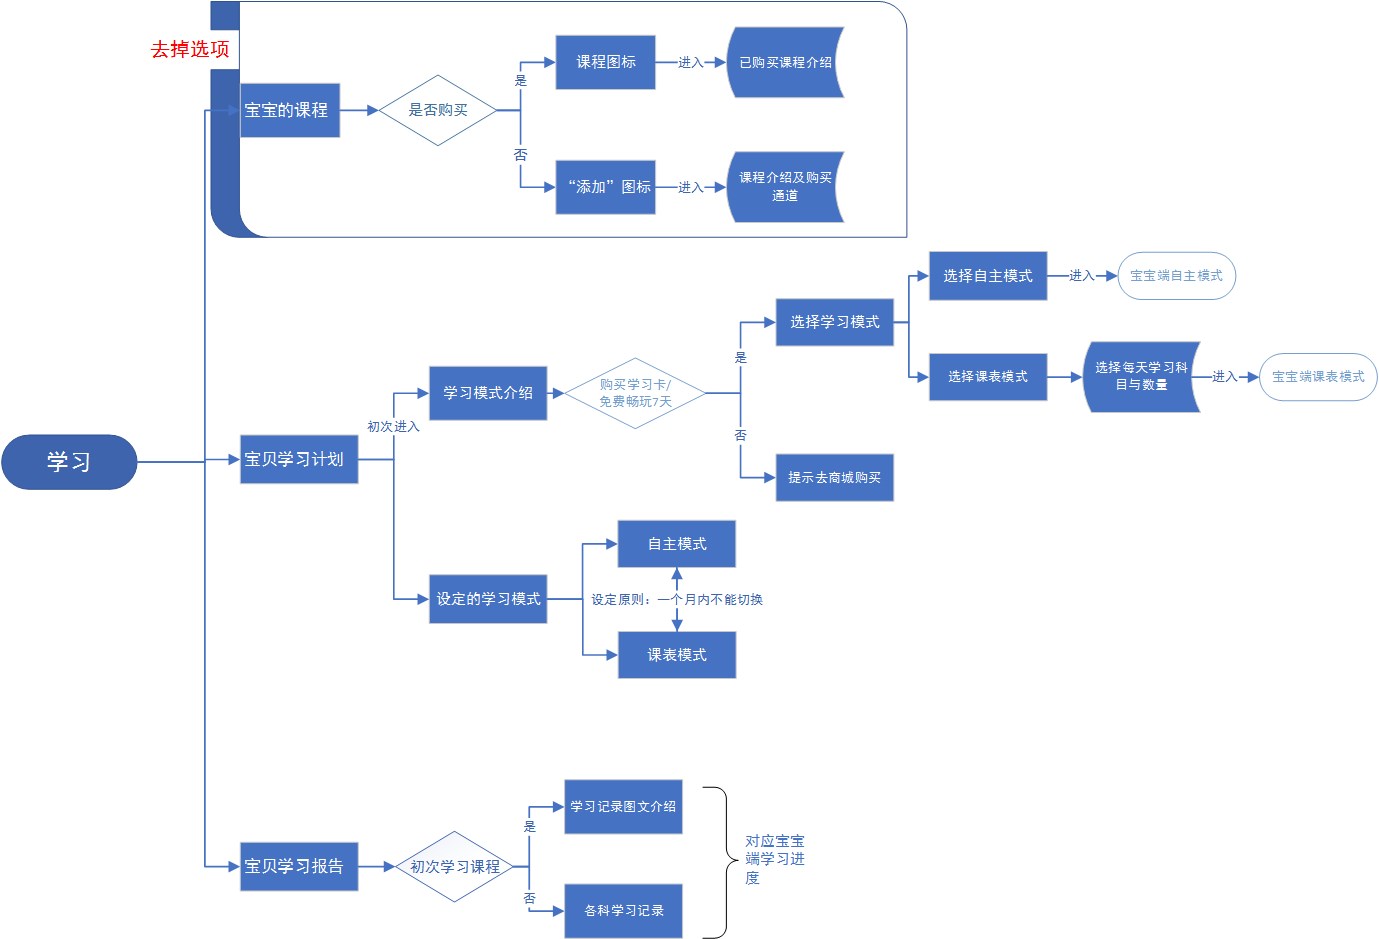 去掉选项
宝宝的课程
是否购买
是
课程图标
进入
已购买课程介绍
否
“添加”图标
进入
课程介绍及购买
通道
学习
宝贝学习计划
初次进入
学习模式介绍
购买学习卡/
免费畅玩7天
是
选择学习模式
选择自主模式
进入
宝宝端自主模式
选择课表模式
选择每天学习科
目与数量
进入
宝宝端课表模式
否
提示去商城购买
设定的学习模式
自主模式
设定原则：一个月内不能切换
课表模式
宝贝学习报告
初次学习课程
是
学习记录图文介绍
否
各科学习记录
对应宝宝
端学习进
度